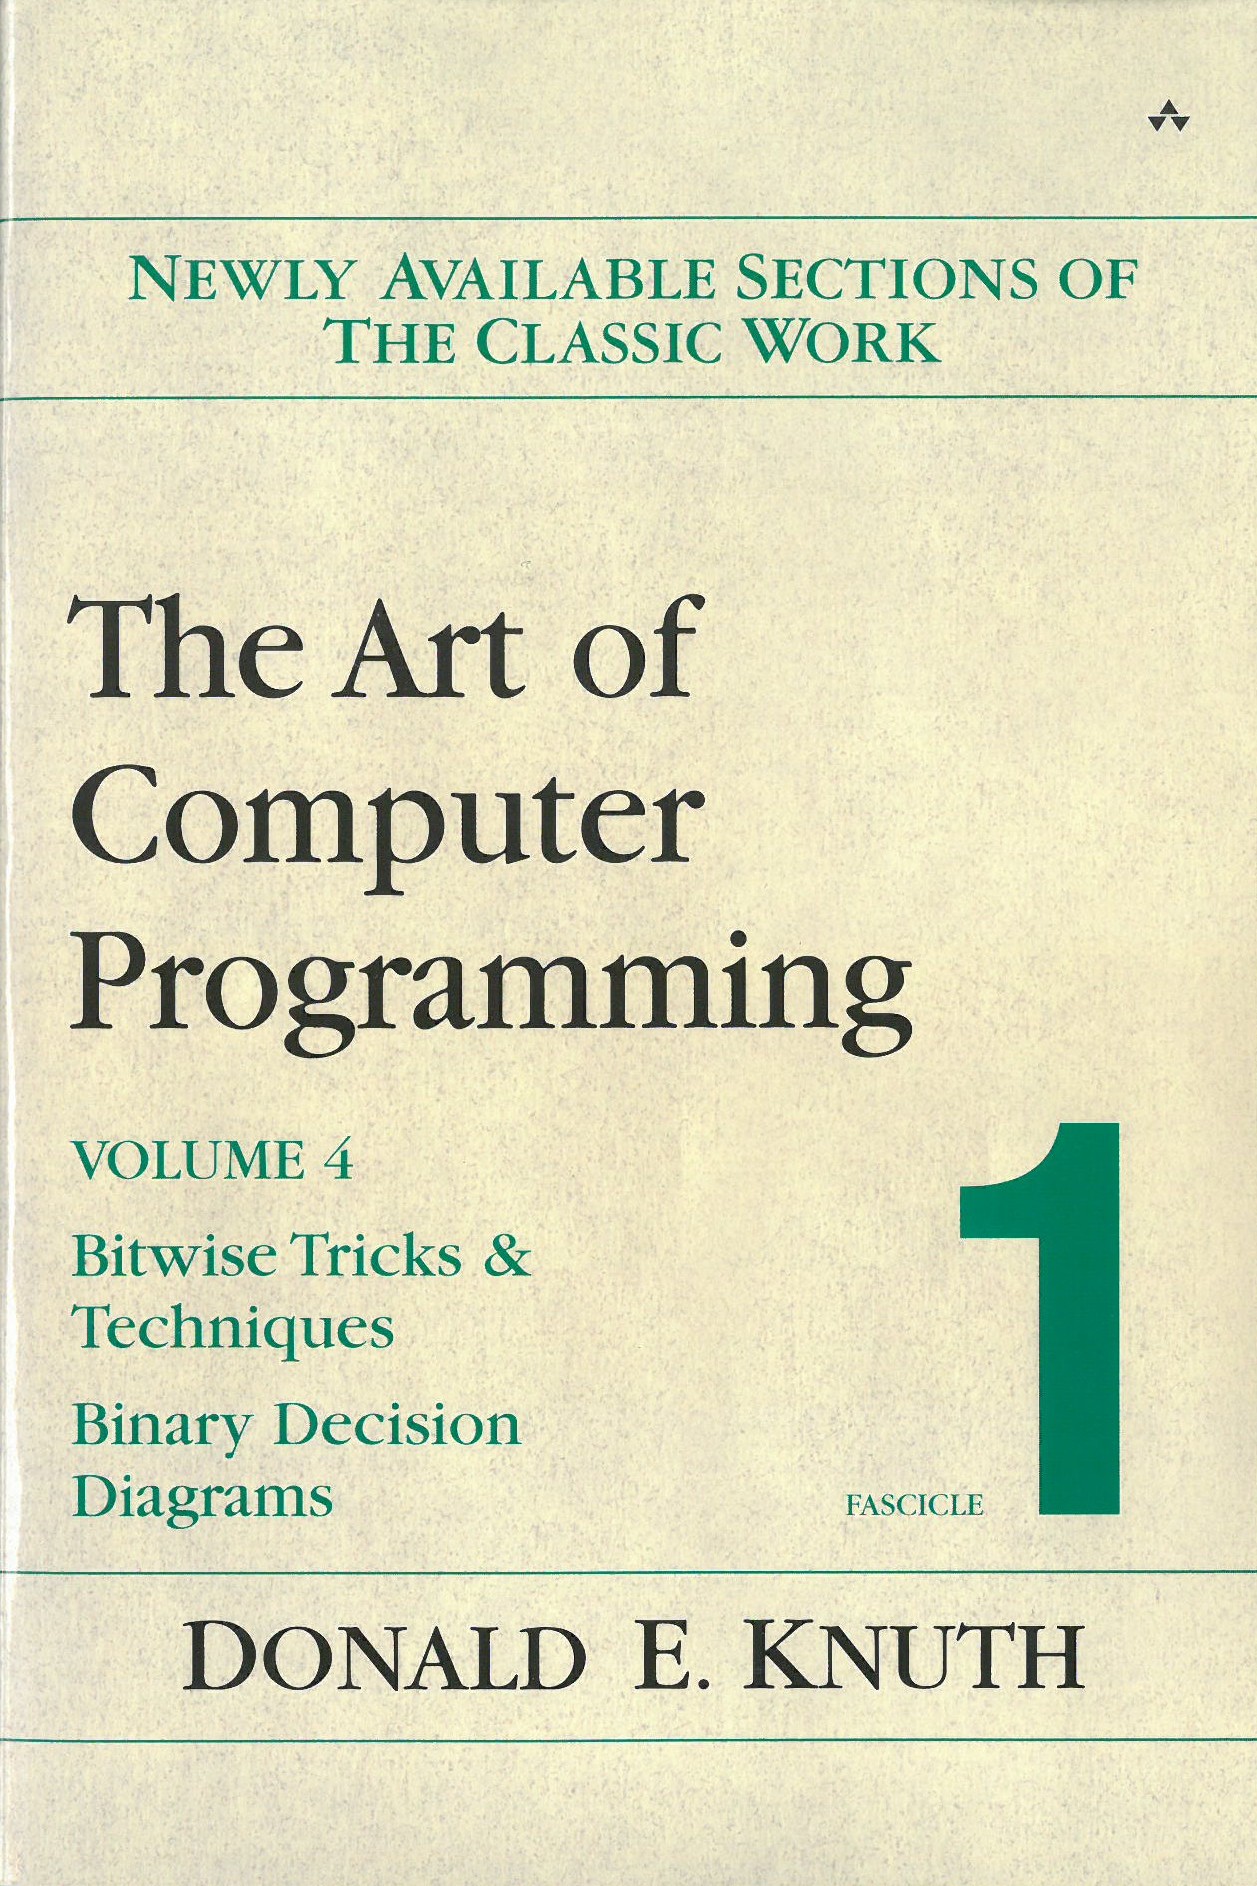 NEWLY AVAILABLE SECTIONS OF
THE CLASSIC WORK
The Art of
Computer
Programming
VOLUME 4
Bitwise Tricks &
Techniques
Binary Decision
Diagrams
FASCICLE 1
DONALD E. KNUTH